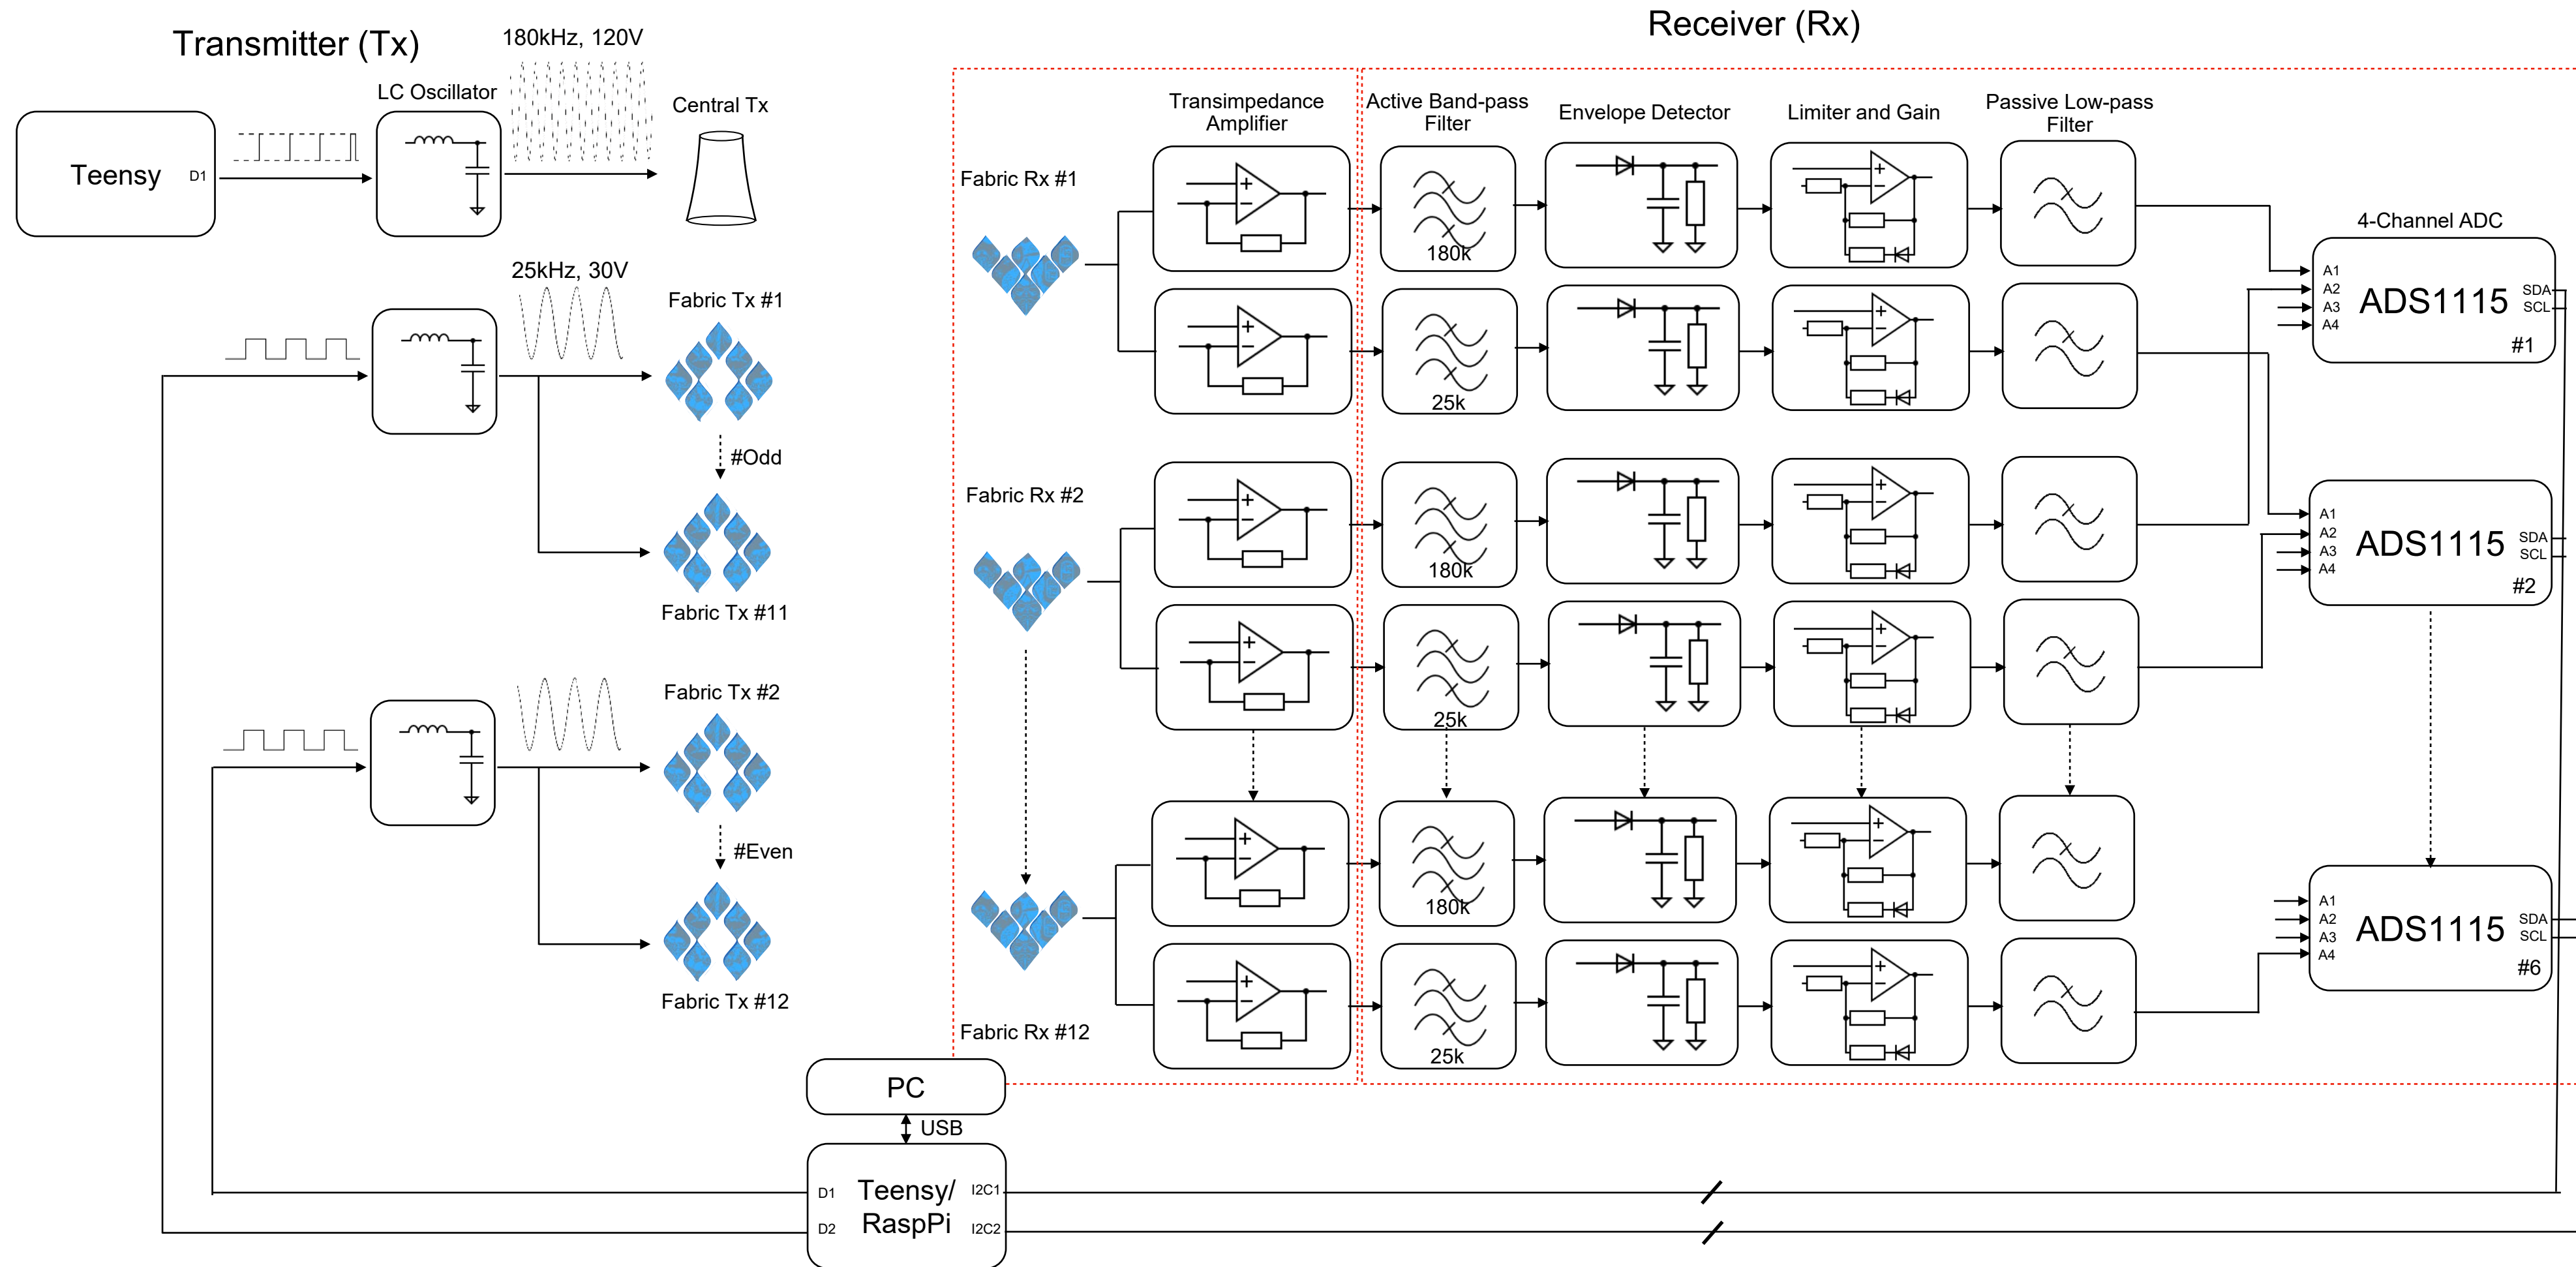 Transmitter (Tx)
Receiver (Rx)
180kHz, 120V
LC Oscillator
Central Tx
Teensy
D1
25kHz, 30V
Fabric Tx #1
#Odd
Fabric Tx #11
Fabric Tx #2
#Even
Fabric Tx #12
Transimpedance
Amplifier
Active Band-pass
Filter
Envelope Detector
Limiter and Gain
Passive Low-pass
Filter
4-Channel ADC
Fabric Rx #1
180k
25k
A1
A2
A3
A4
ADS1115
SDA
SCL
#1
Fabric Rx #2
180k
25k
A1
A2
A3
A4
ADS1115
SDA
SCL
#2
Fabric Rx #12
180k
25k
A1
A2
A3
A4
ADS1115
SDA
SCL
#6
PC
USB
D1
D2
Teensy/
RaspPi
I2C1
I2C2